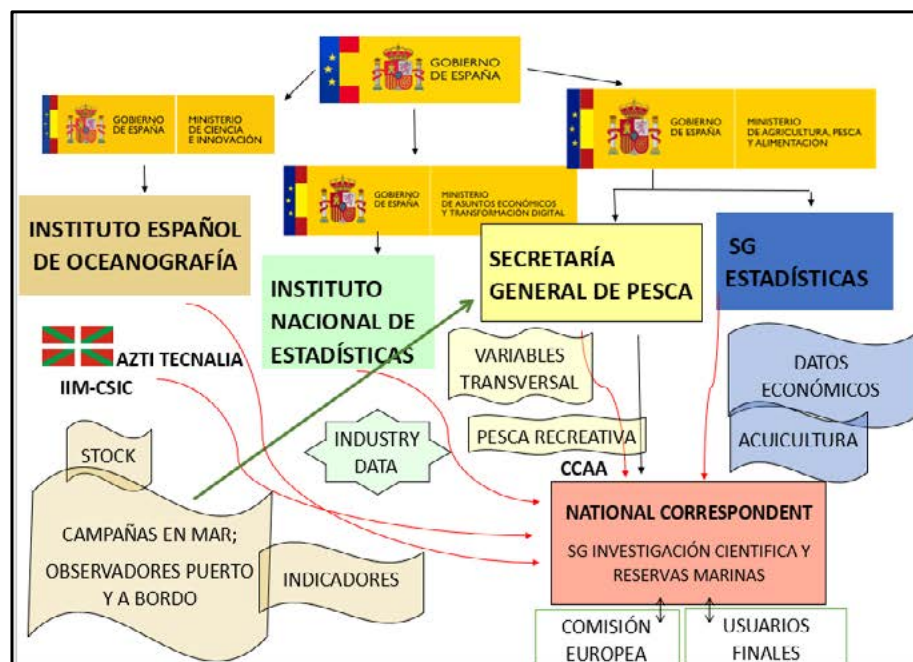 GOBIERNO
DE ESPAÑA
GOBIERNO
DE ESPAÑA
MINISTERIO
DE CIENCIA
E INNOVACIÓN
GOBIERNO
DE ESPAÑA
MINISTERIO
DE AGRICULTURA, PESCA
Y ALIMENTACIÓN
GOBIERNO
DE ESPAÑA
MINISTERIO
DE ASUNTOS ECONÓMICOS
Y TRANSFORMACIÓN DIGITAL
INSTITUTO ESPAÑOL
DE OCEANOGRAFÍA
INSTITUTO
NACIONAL DE
ESTADÍSTICAS
SECRETARÍA
GENERAL DE PESCA
SG
ESTADÍSTICAS
AZTI TECNALIA
IIM-CSIC
VARIABLES
TRANSVERSAL
DATOS
ECONÓMICOS
STOCK
INDUSTRY
DATA
PESCA RECREATIVA
CCAA
ACUICULTURA
CAMPAÑAS EN MAR;
OBSERVADORES PUERTO
Y A BORDO
INDICADORES
NATIONAL CORRESPONDENT
SG INVESTIGACIÓN CIENTIFICA Y
RESERVAS MARINAS
COMISIÓN
EUROPEA
USUARIOS
FINALES